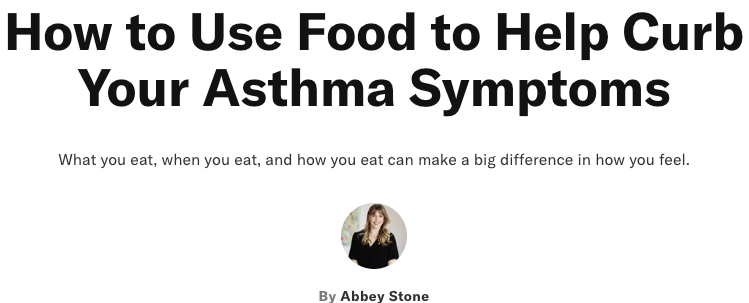 How to Use Food to Help Curb
Your Asthma Symptoms
What you eat, when you eat, and how you eat can make a big difference in how you feel.
By Abbey Stone